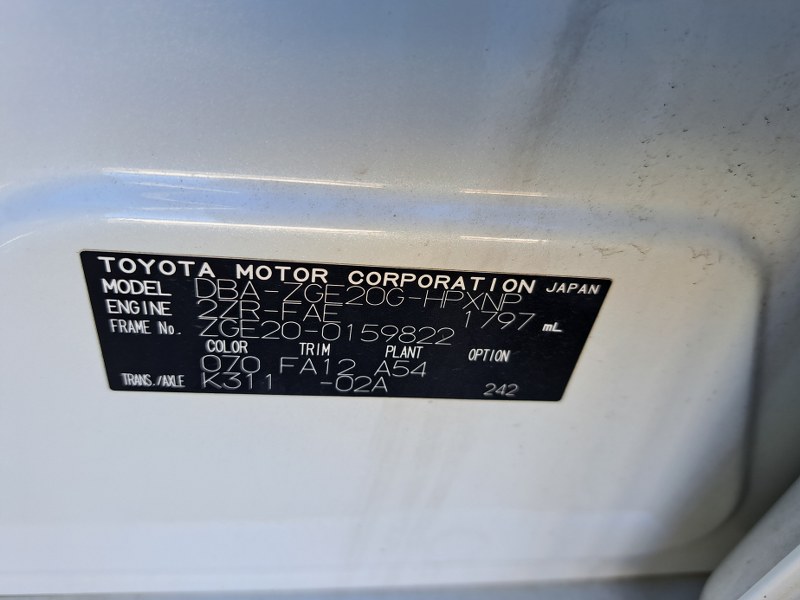 TOYOTA MOTOR CORPORATION JAPAN
MODEL DBA-ZGE20G-HPXNP
ENGINE 2ZR-FAE 1797 mL
FRAME No. ZGE20-0159822
COLOR TRIM PLANT OPTION
070 FA12 A54
TRANS./AXLE K311 -02A 242